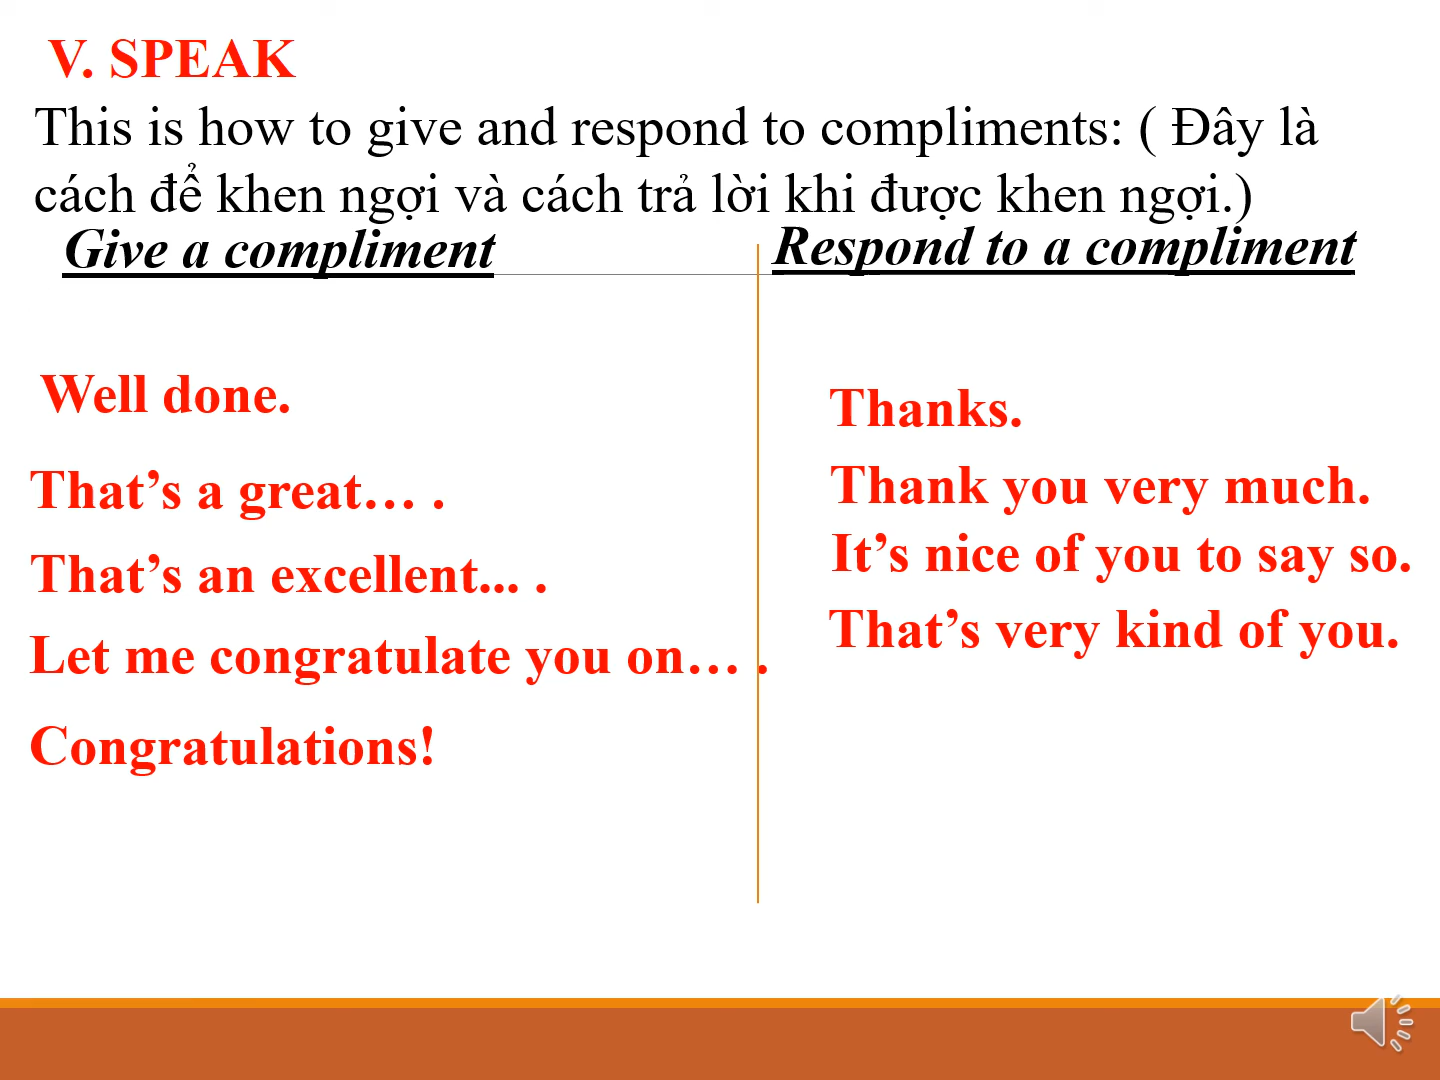 V. SPEAK
This is how to give and respond to compliments: ( Đây là
cách để khen ngợi và cách trả lời khi được khen ngợi.)
Give a compliment
Well done.
That’s a great… .
That’s an excellent... .
Let me congratulate you on… .
Congratulations!
Respond to a compliment
Thanks.
Thank you very much.
It’s nice of you to say so.
That’s very kind of you.